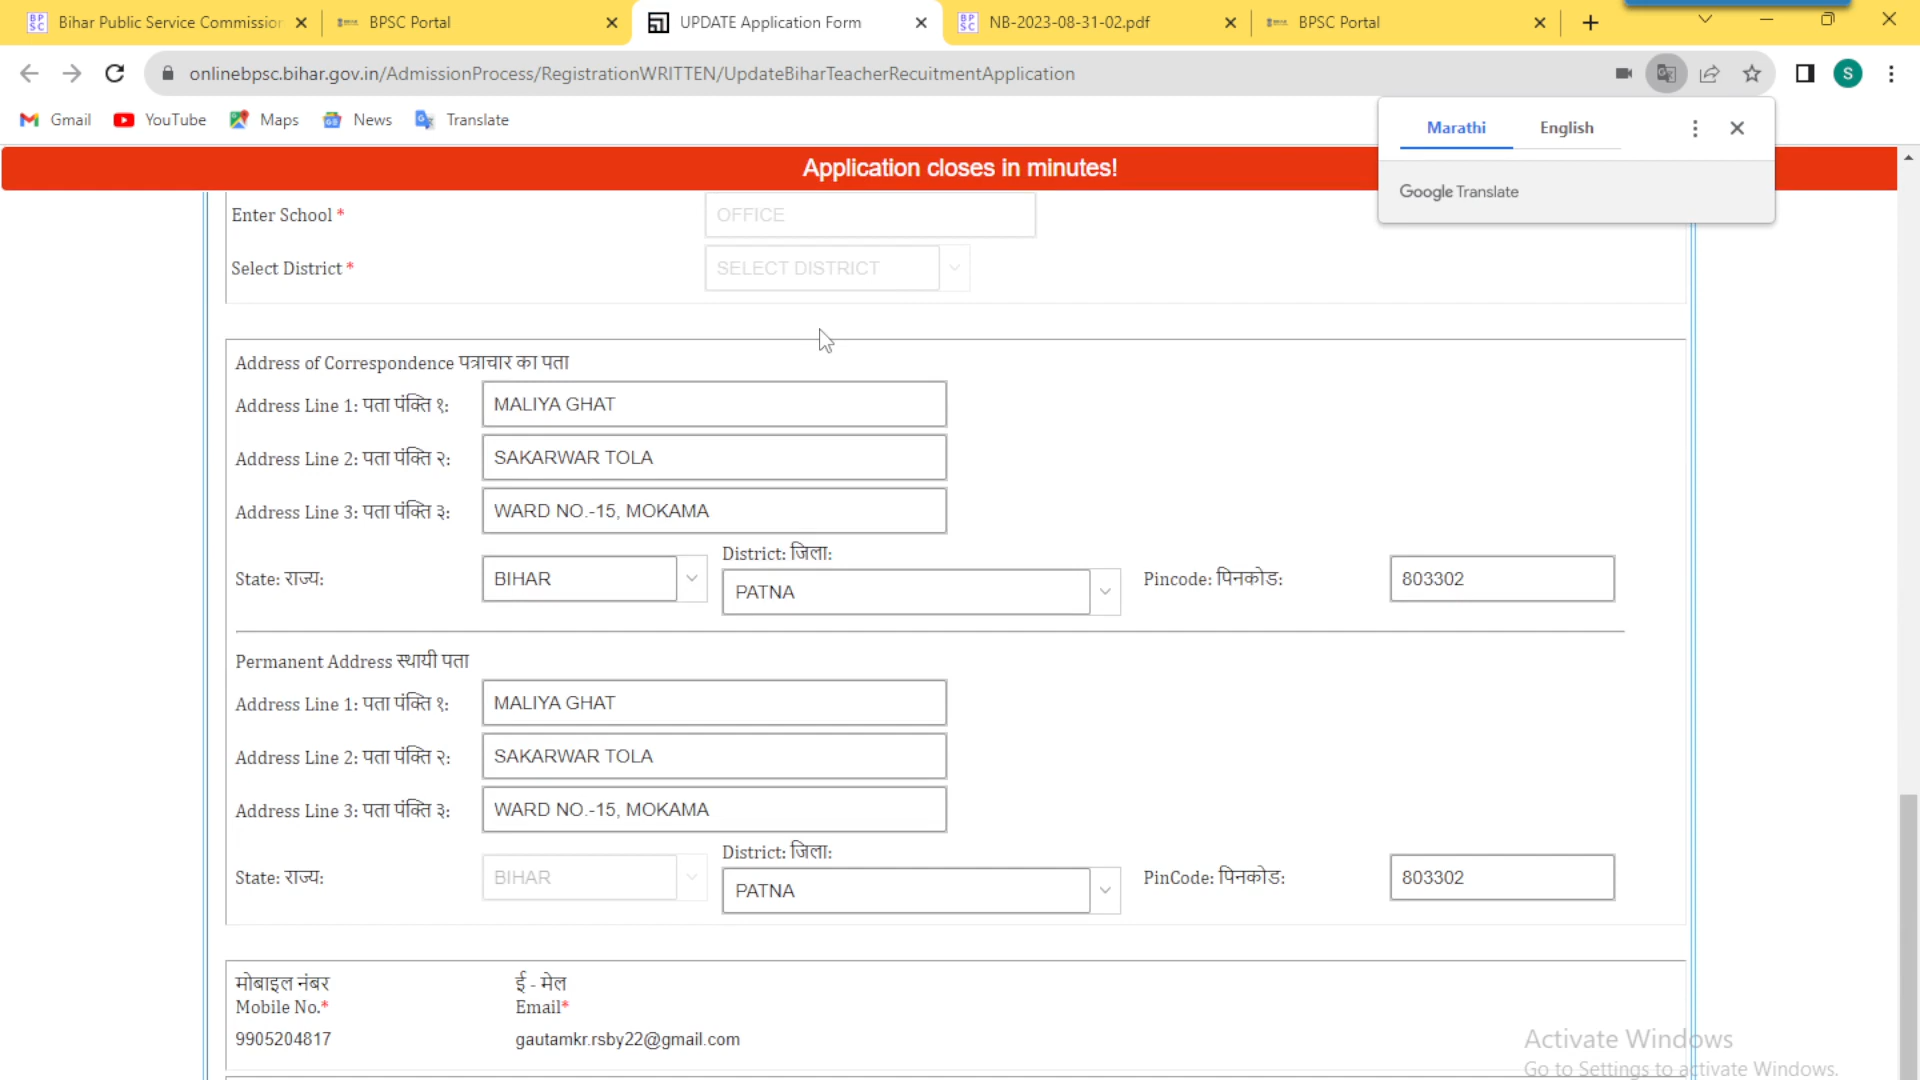 Bihar Public Service Commission
BPSC Portal
UPDATE Application Form
NB-2023-08-31-02.pdf
BPSC Portal
onlinebpsc.bihar.gov.in/AdmissionProcess/RegistrationWRITTEN/UpdateBiharTeacherRecuitmentApplication
S
Gmail
YouTube
Maps
News
Translate
Marathi
English
Google Translate
Application closes in minutes!
Enter School *
OFFICE
Select District *
SELECT DISTRICT
Address of Correspondence पत्राचार का पता
Address Line 1: पता पंक्ति १:
MALIYA GHAT
Address Line 2: पता पंक्ति २:
SAKARWAR TOLA
Address Line 3: पता पंक्ति ३:
WARD NO.-15, MOKAMA
State: राज्य:
BIHAR
District: जिला:
PATNA
Pincode: पिनकोड:
803302
Permanent Address स्थायी पता
Address Line 1: पता पंक्ति १:
MALIYA GHAT
Address Line 2: पता पंक्ति २:
SAKARWAR TOLA
Address Line 3: पता पंक्ति ३:
WARD NO.-15, MOKAMA
State: राज्य:
BIHAR
District: जिला:
PATNA
PinCode: पिनकोड:
803302
मोबाइल नंबर
Mobile No.*
9905204817
ई - मेल
Email*
gautamkr.rsby22@gmail.com
Activate Windows
Go to Settings to activate Windows.